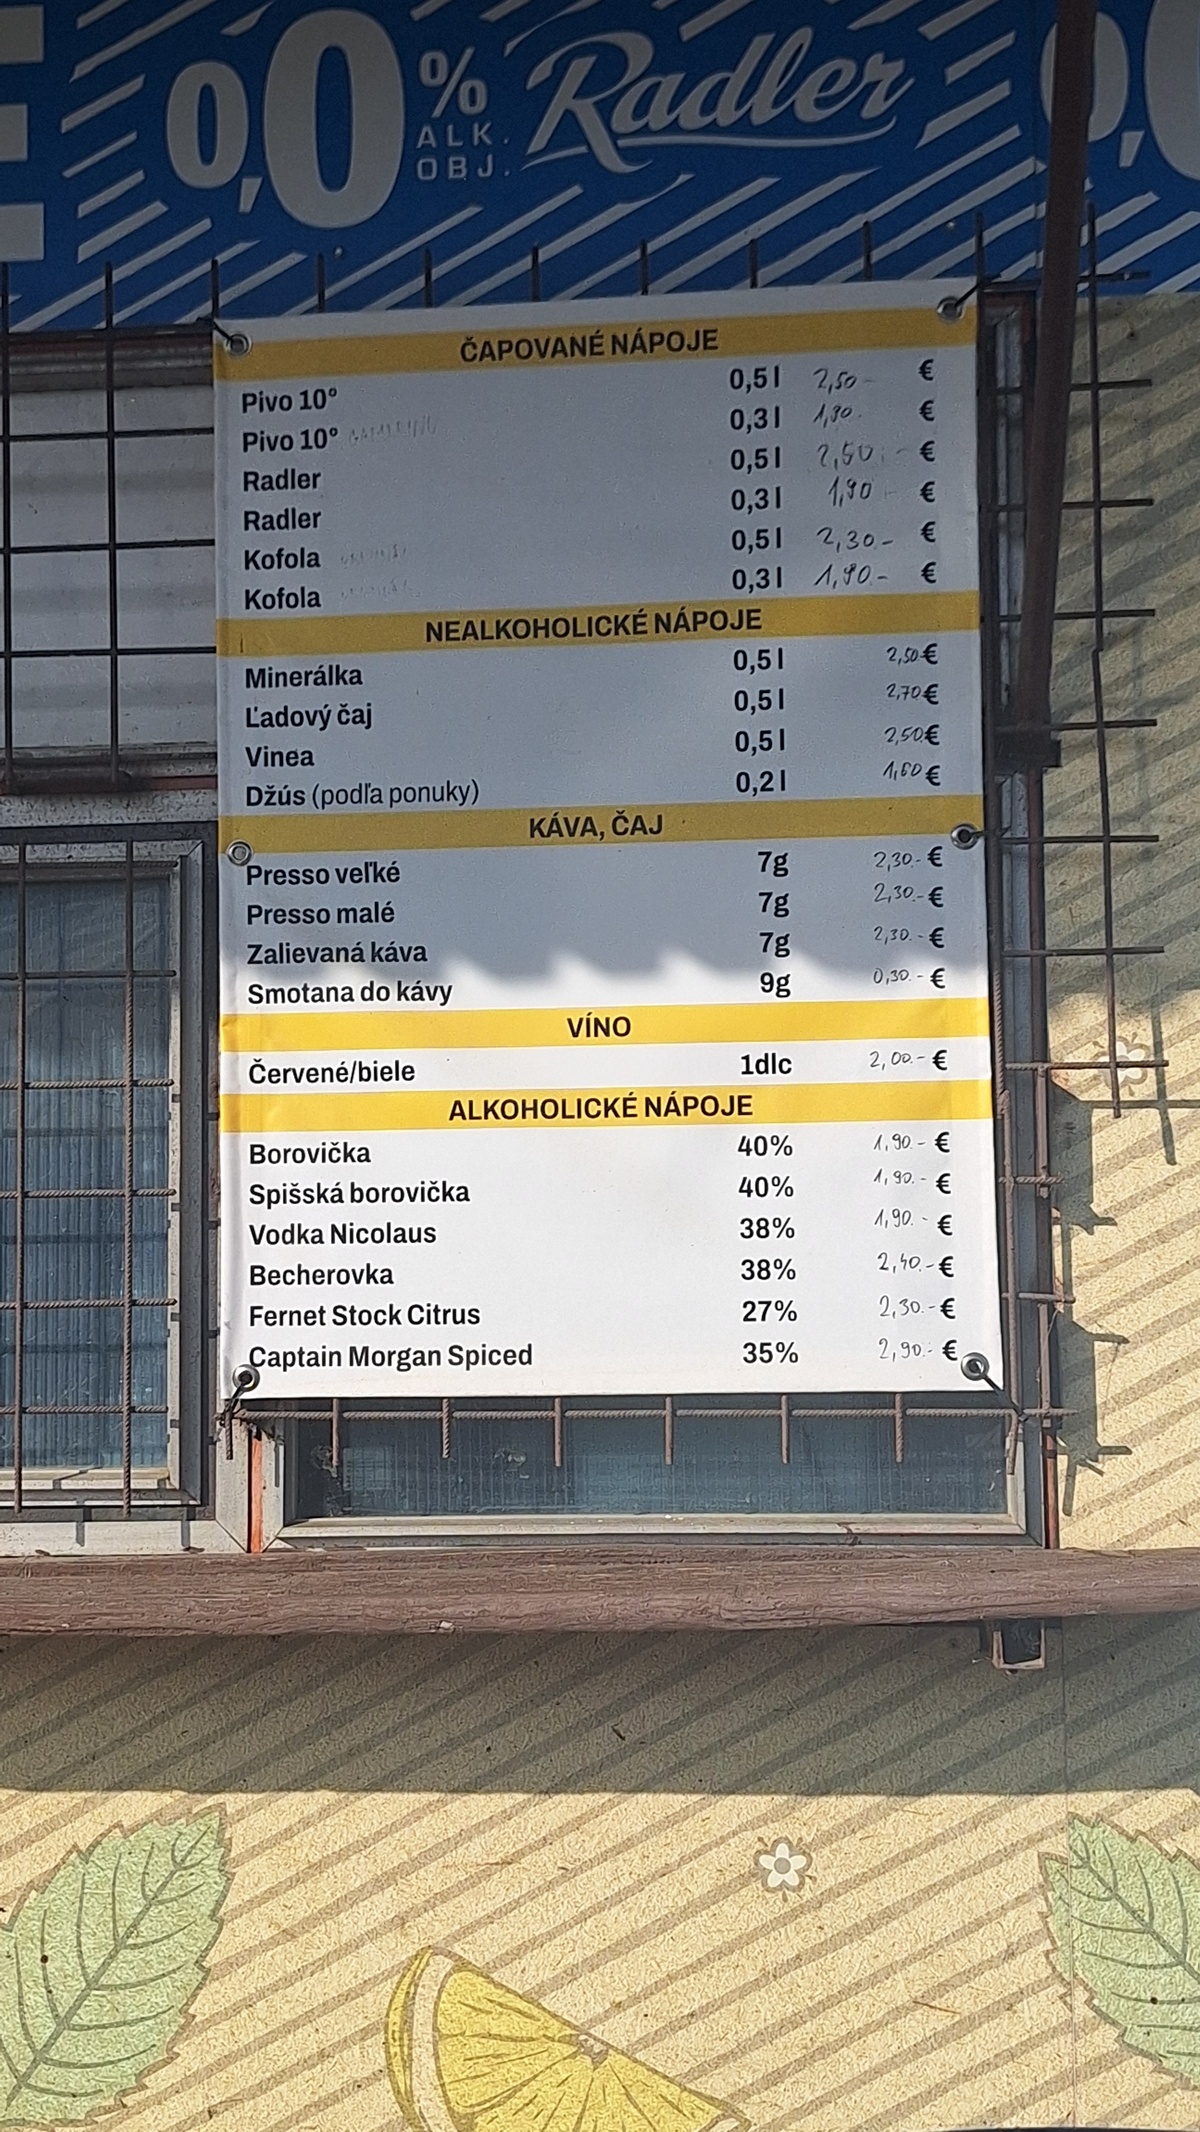 0,0 % ALK. OBJ. Radler 0,0
ČAPOVANÉ NÁPOJE
Pivo 10° 0,5 l 2,50 - €
Pivo 10° 0,3 l 1,90. €
Radler 0,5 l 2,50.- €
Radler 0,3 l 1,90 - €
Kofola 0,5 l 2,30.- €
Kofola 0,3 l 1,90.- €
NEALKOHOLICKÉ NÁPOJE
Minerálka 0,5 l 2,50 €
Ľadový čaj 0,5 l 2,70 €
Vinea 0,5 l 2,50 €
Džús (podľa ponuky) 0,2 l 1,60 €
KÁVA, ČAJ
Presso veľké 7g 2,30.- €
Presso malé 7g 2,30.- €
Zalievaná káva 7g 2,30.- €
Smotana do kávy 9g 0,30.- €
VÍNO
Červené/biele 1dlc 2,00.- €
ALKOHOLICKÉ NÁPOJE
Borovička 40% 1,90.- €
Spišská borovička 40% 1,90.- €
Vodka Nicolaus 38% 1,90.- €
Becherovka 38% 2,40.- €
Fernet Stock Citrus 27% 2,30.- €
Captain Morgan Spiced 35% 2,90.- €